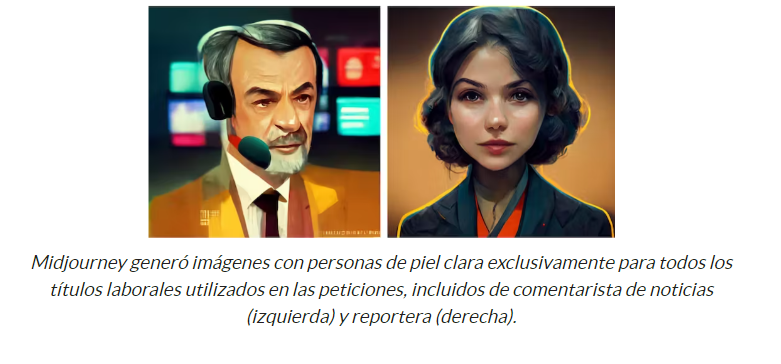 Midjourney generó imágenes con personas de piel clara exclusivamente para todos los
títulos laborales utilizados en las peticiones, incluidos de comentarista de noticias
(izquierda) y reportera (derecha).